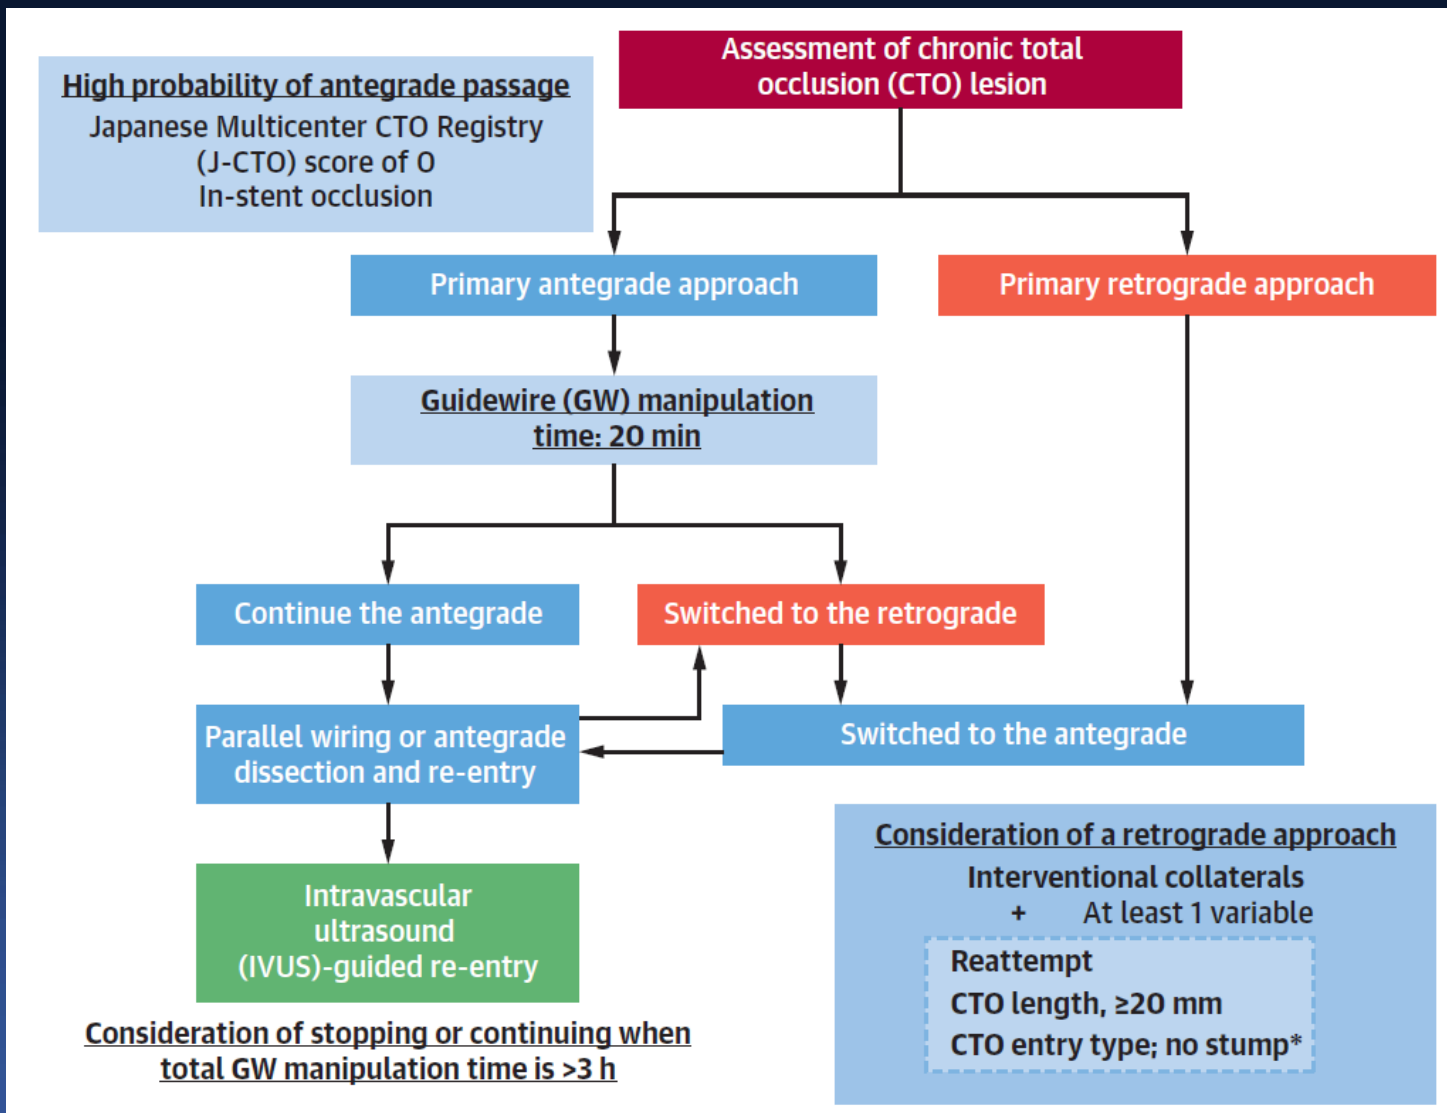 High probability of antegrade passage
Japanese Multicenter CTO Registry
(J-CTO) score of 0
In-stent occlusion
Assessment of chronic total
occlusion (CTO) lesion
Primary antegrade approach
Primary retrograde approach
Guidewire (GW) manipulation
time: 20 min
Continue the antegrade
Switched to the retrograde
Parallel wiring or antegrade
dissection and re-entry
Switched to the antegrade
Intravascular
ultrasound
(IVUS)-guided re-entry
Consideration of stopping or continuing when
total GW manipulation time is >3 h
Consideration of a retrograde approach
Interventional collaterals
+ At least 1 variable
Reattempt
CTO length, ≥20 mm
CTO entry type; no stump*